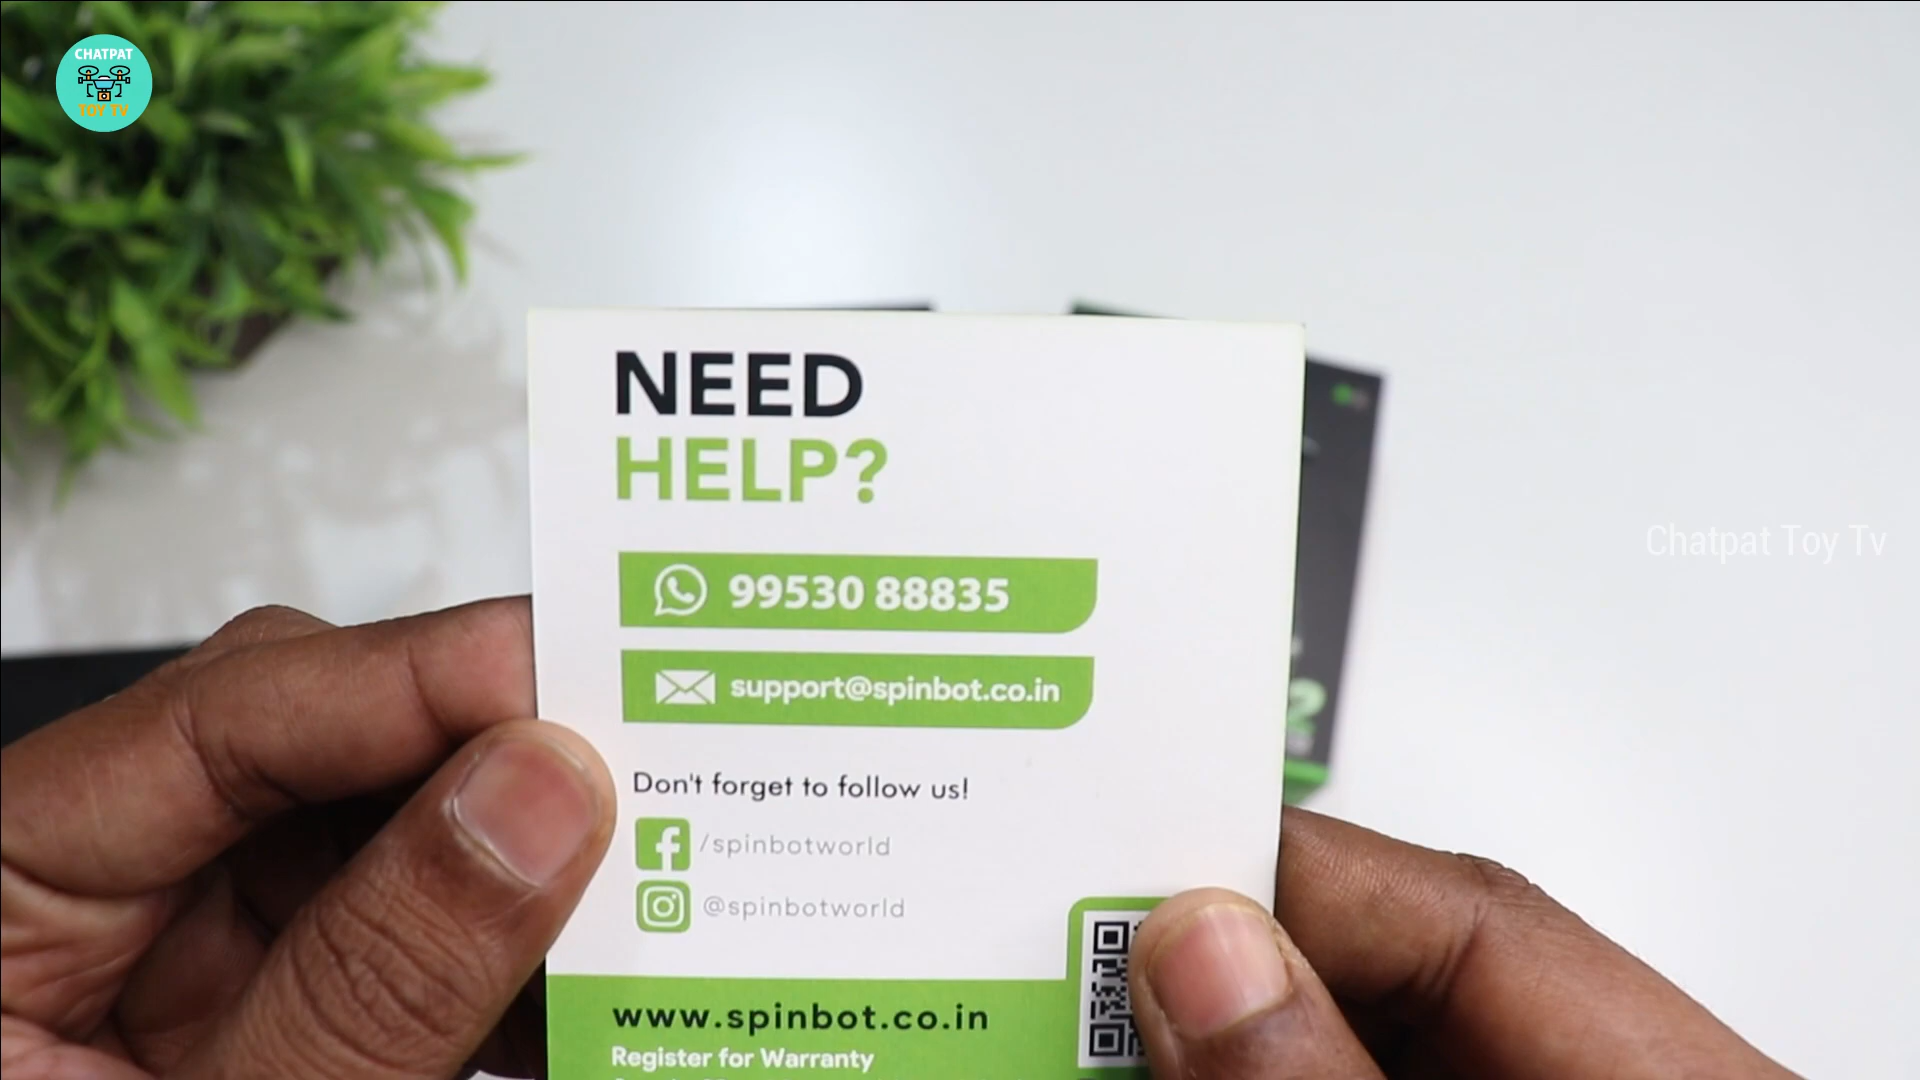 CHATPAT
TOY TV
NEED
HELP?
99530 88835
support@spinbot.co.in
Don't forget to follow us!
/spinbotworld
@spinbotworld
www.spinbot.co.in
Register for Warranty
Chatpat Toy Tv
2